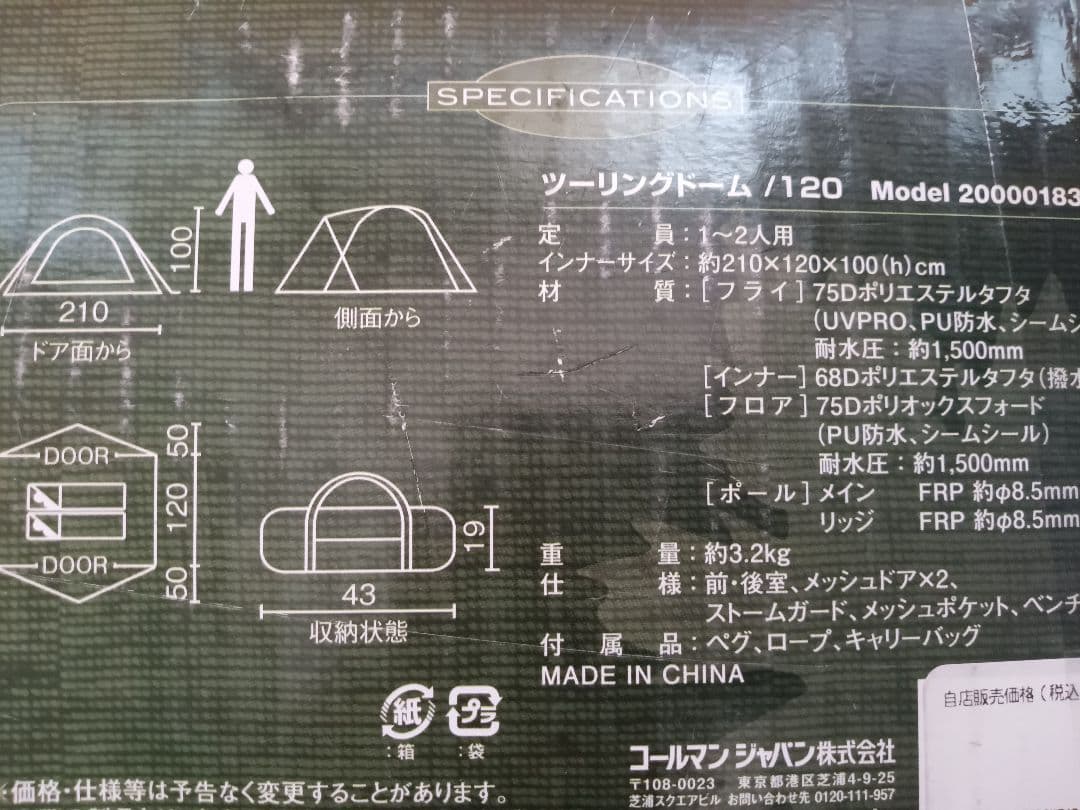 SPECIFICATIONS
ツーリングドーム /120 Model 20000183
定員：1～2人用
インナーサイズ：約210×120×100(h)cm
材質：[フライ] 75Dポリエステルタフタ
(UVPRO、PU防水、シームシ
耐水圧：約1,500mm
[インナー] 68Dポリエステルタフタ(撥水
[フロア] 75Dポリオックスフォード
(PU防水、シームシール)
耐水圧：約1,500mm
[ポール] メイン FRP 約φ8.5mm
リッジ FRP 約φ8.5mm
重量：約3.2kg
仕様：前・後室、メッシュドア×2、
ストームガード、メッシュポケット、ベンチ
付属品：ペグ、ロープ、キャリーバッグ
MADE IN CHINA
100
210
ドア面から
側面から
50
DOOR
120
DOOR
50
19
43
収納状態
紙
：箱
プラ
：袋
自店販売価格（税込
コールマン ジャパン株式会社
〒108-0023 東京都港区芝浦4-9-25
芝浦スクエアビル お問い合わせ先 0120-111-957
価格・仕様等は予告なく変更することがあります。